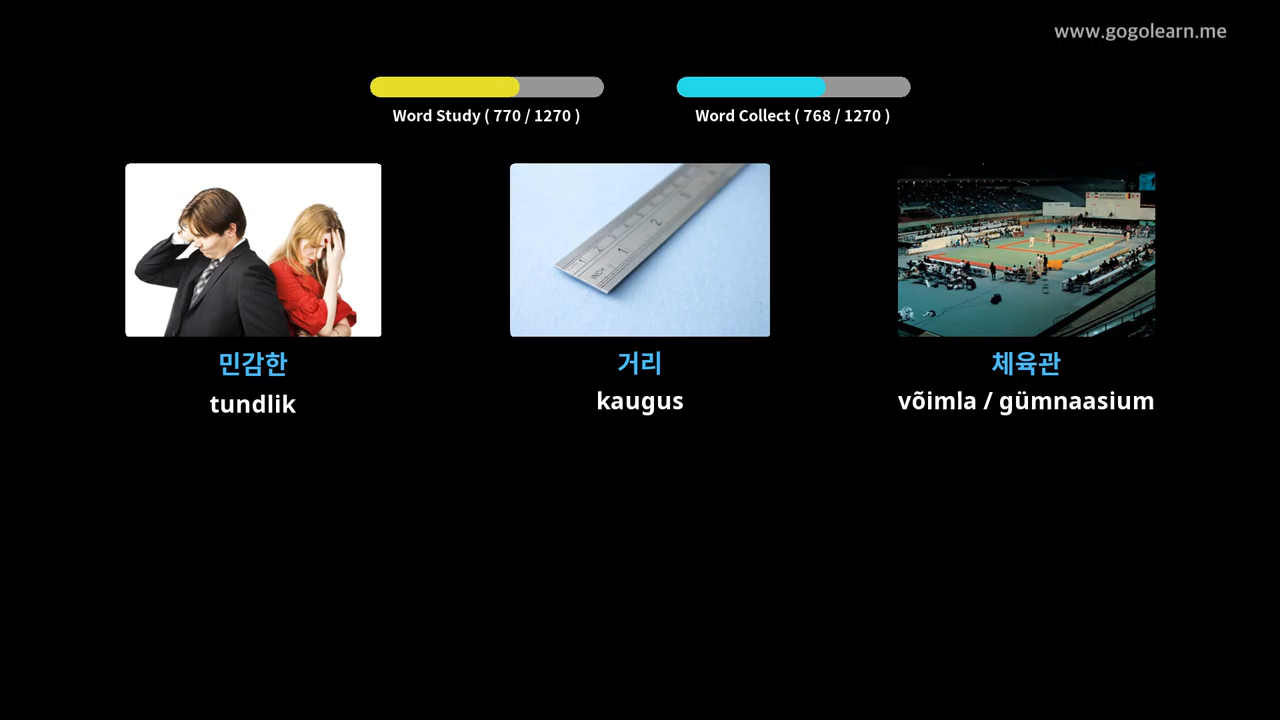 www.gogolearn.me
Word Study ( 770 / 1270 )
Word Collect ( 768 / 1270 )
민감한
거리
체육관
tundlik
kaugus
võimla / gümnaasium